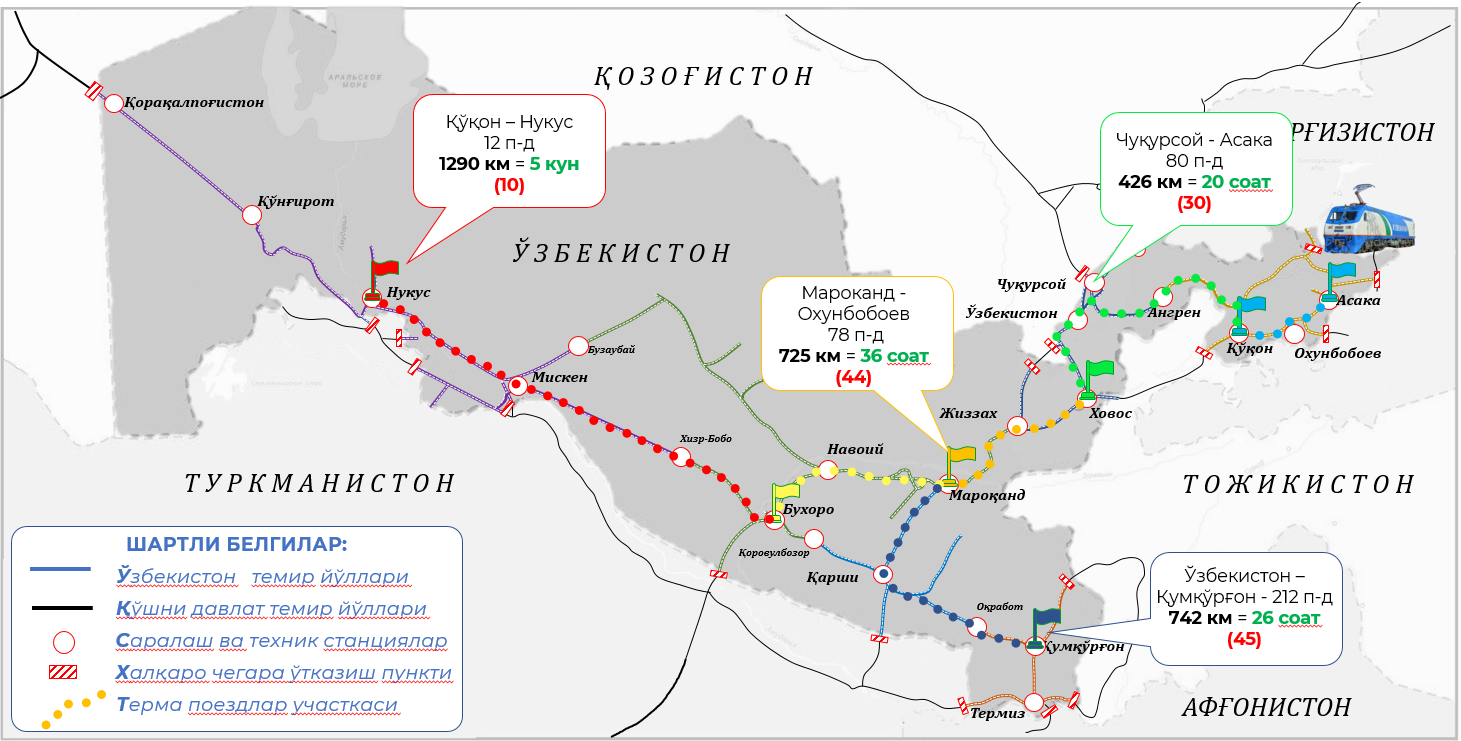 ҚОЗОҒИСТОН
АРАЛЬСКОЕ
МОРЕ
Қорақалпоғистон
Қўқон – Нукус
12 п-д
1290 км = 5 кун
(10)
Чуқурсой - Асака
80 п-д
426 км = 20 соат
(30)
РҒИЗИСТОН
Қўнғирот
ЎЗБЕКИСТОН
Нукус
Мароканд -
Охунбобоев
78 п-д
725 км = 36 соат
(44)
Чуқурсой
Ўзбекистон
Ангрен
Асака
Қўқон
Охунбобоев
Бузаубай
Мискен
Жиззах
Ховос
Хизр-Бобо
Навоий
ТУРКМАНИСТОН
ТОЖИКИСТОН
Мароқанд
Бухоро
Қоровулбозор
Қарши
Оқработ
Қумқўрғон
Ўзбекистон –
Қумқўрғон - 212 п-д
742 км = 26 соат
(45)
Термиз
АФҒОНИСТОН
ШАРТЛИ БЕЛГИЛАР:
Ўзбекистон темир йўллари
Қўшни давлат темир йўллари
Саралаш ва техник станциялар
Халқаро чегара ўтказиш пункти
Терма поездлар участкаси